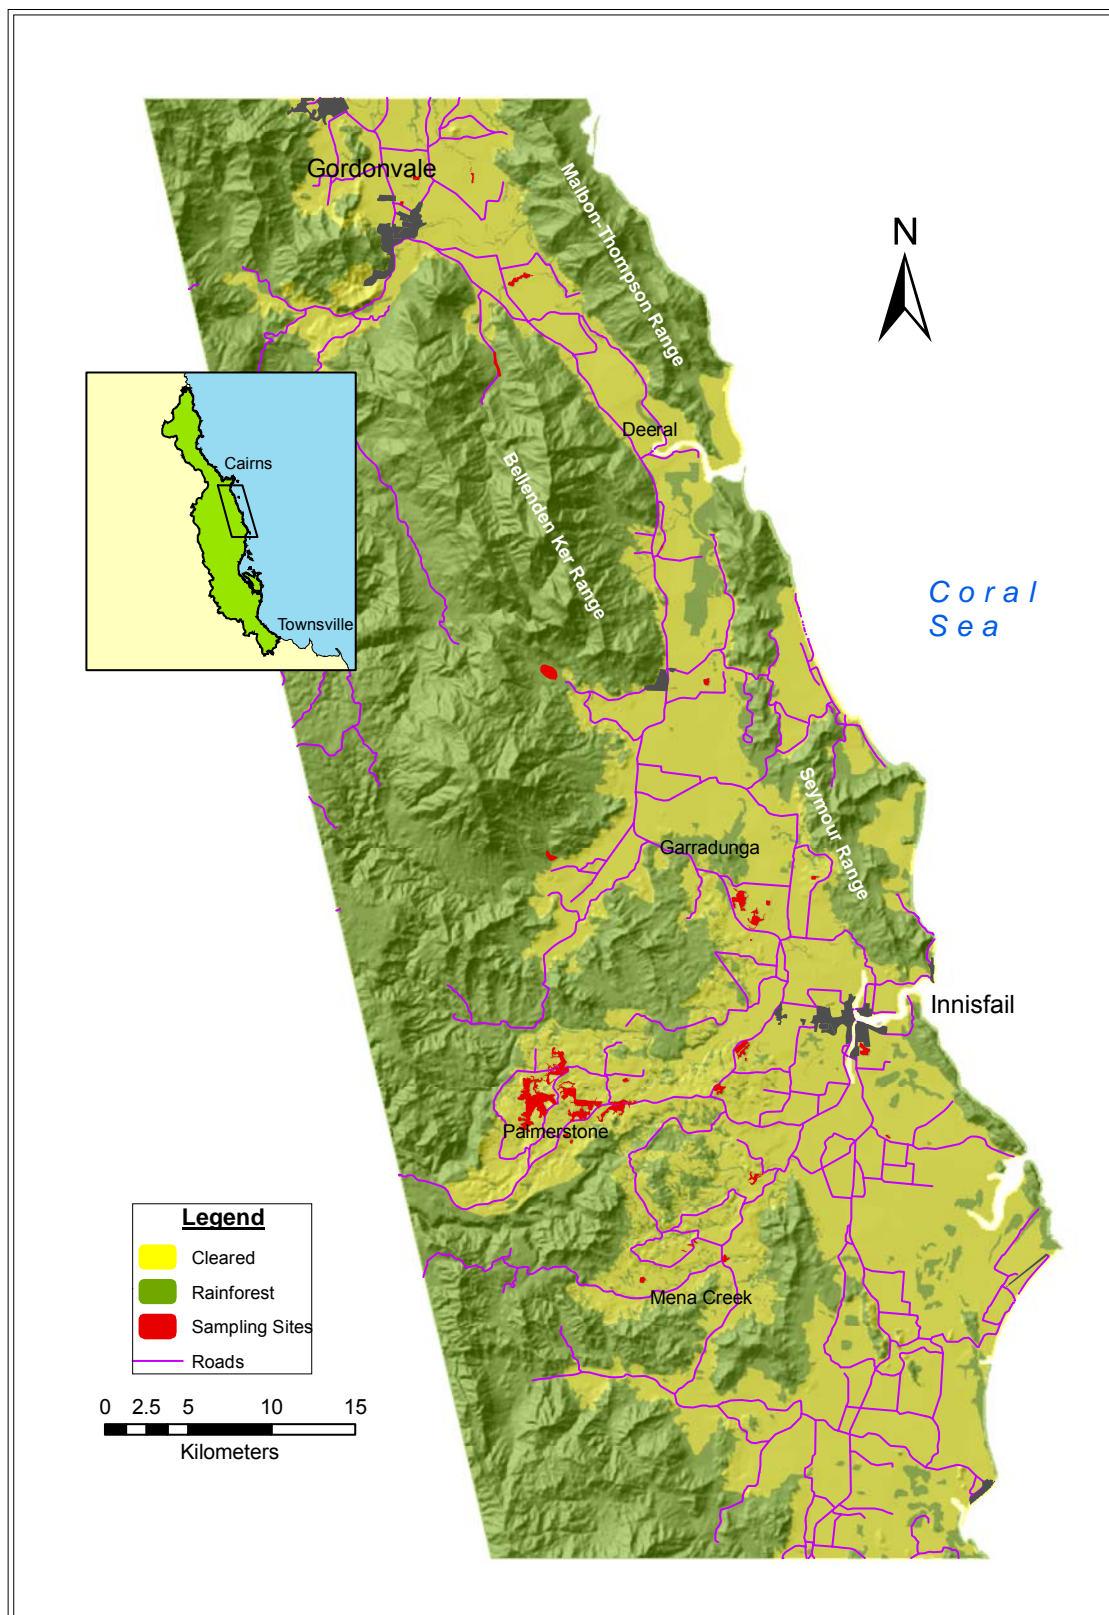 Gordonvale
Malbon-Thompson Range
N
Deeral
Bellenden Ker Range
Cairns
Townsville
Coral
Sea
Seymour Range
Garradunga
Innisfail
Palmerstone
Mena Creek
Legend
Cleared
Rainforest
Sampling Sites
Roads
0 2.5 5 10 15
Kilometers